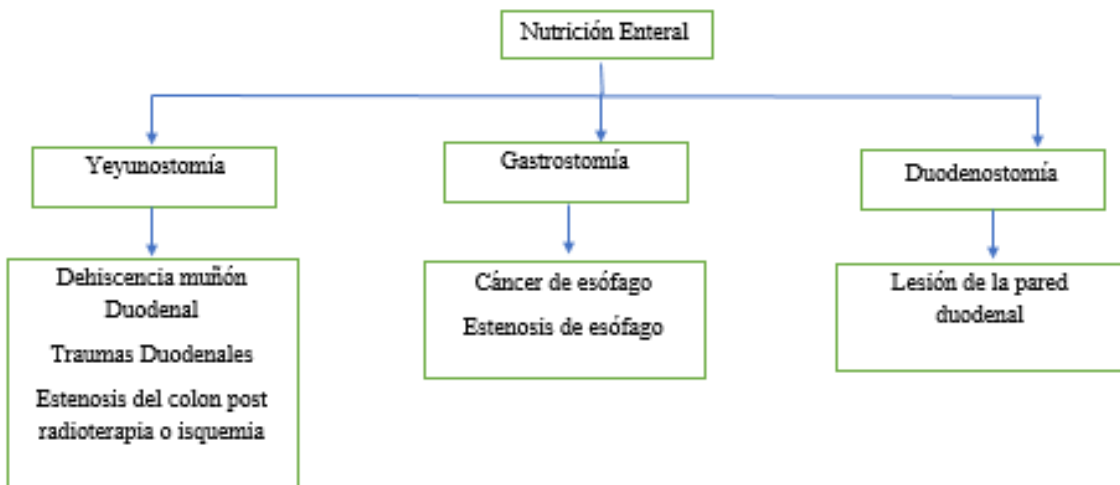 Nutrición Enteral
Yeyunostomía
Gastrostomía
Duodenostomía
Dehiscencia muñón
Duodenal
Traumas Duodenales
Estenosis del colon post
radioterapia o isquemia
Cáncer de esófago
Estenosis de esófago
Lesión de la pared
duodenal